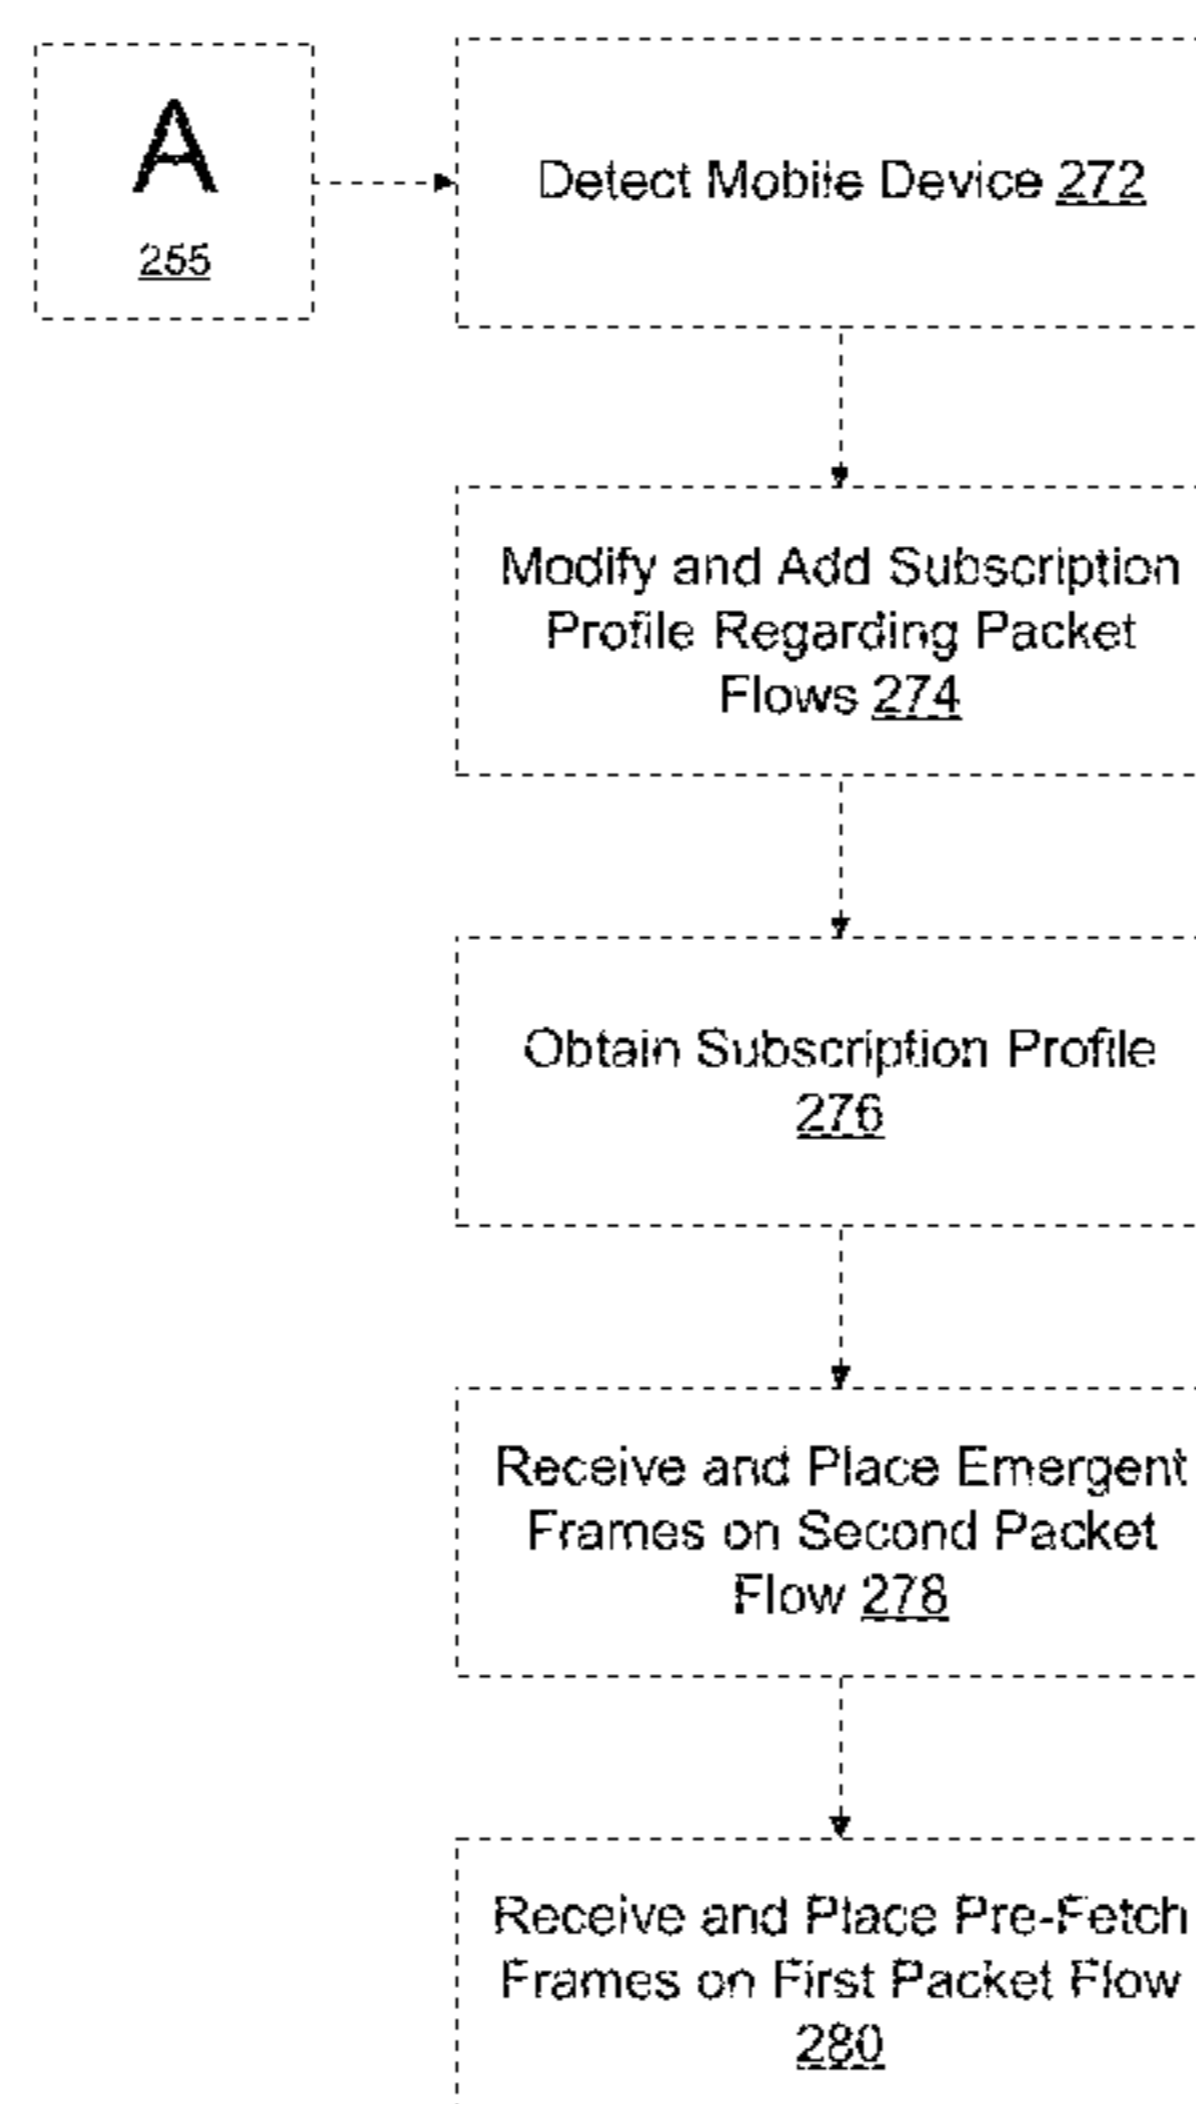 A
255
Detect Mobile Device 272
Modify and Add Subscription
Profile Regarding Packet
Flows 274
Obtain Subscription Profile
276
Receive and Place Emergent
Frames on Second Packet
Flow 278
Receive and Place Pre-Fetch
Frames on First Packet Flow
280